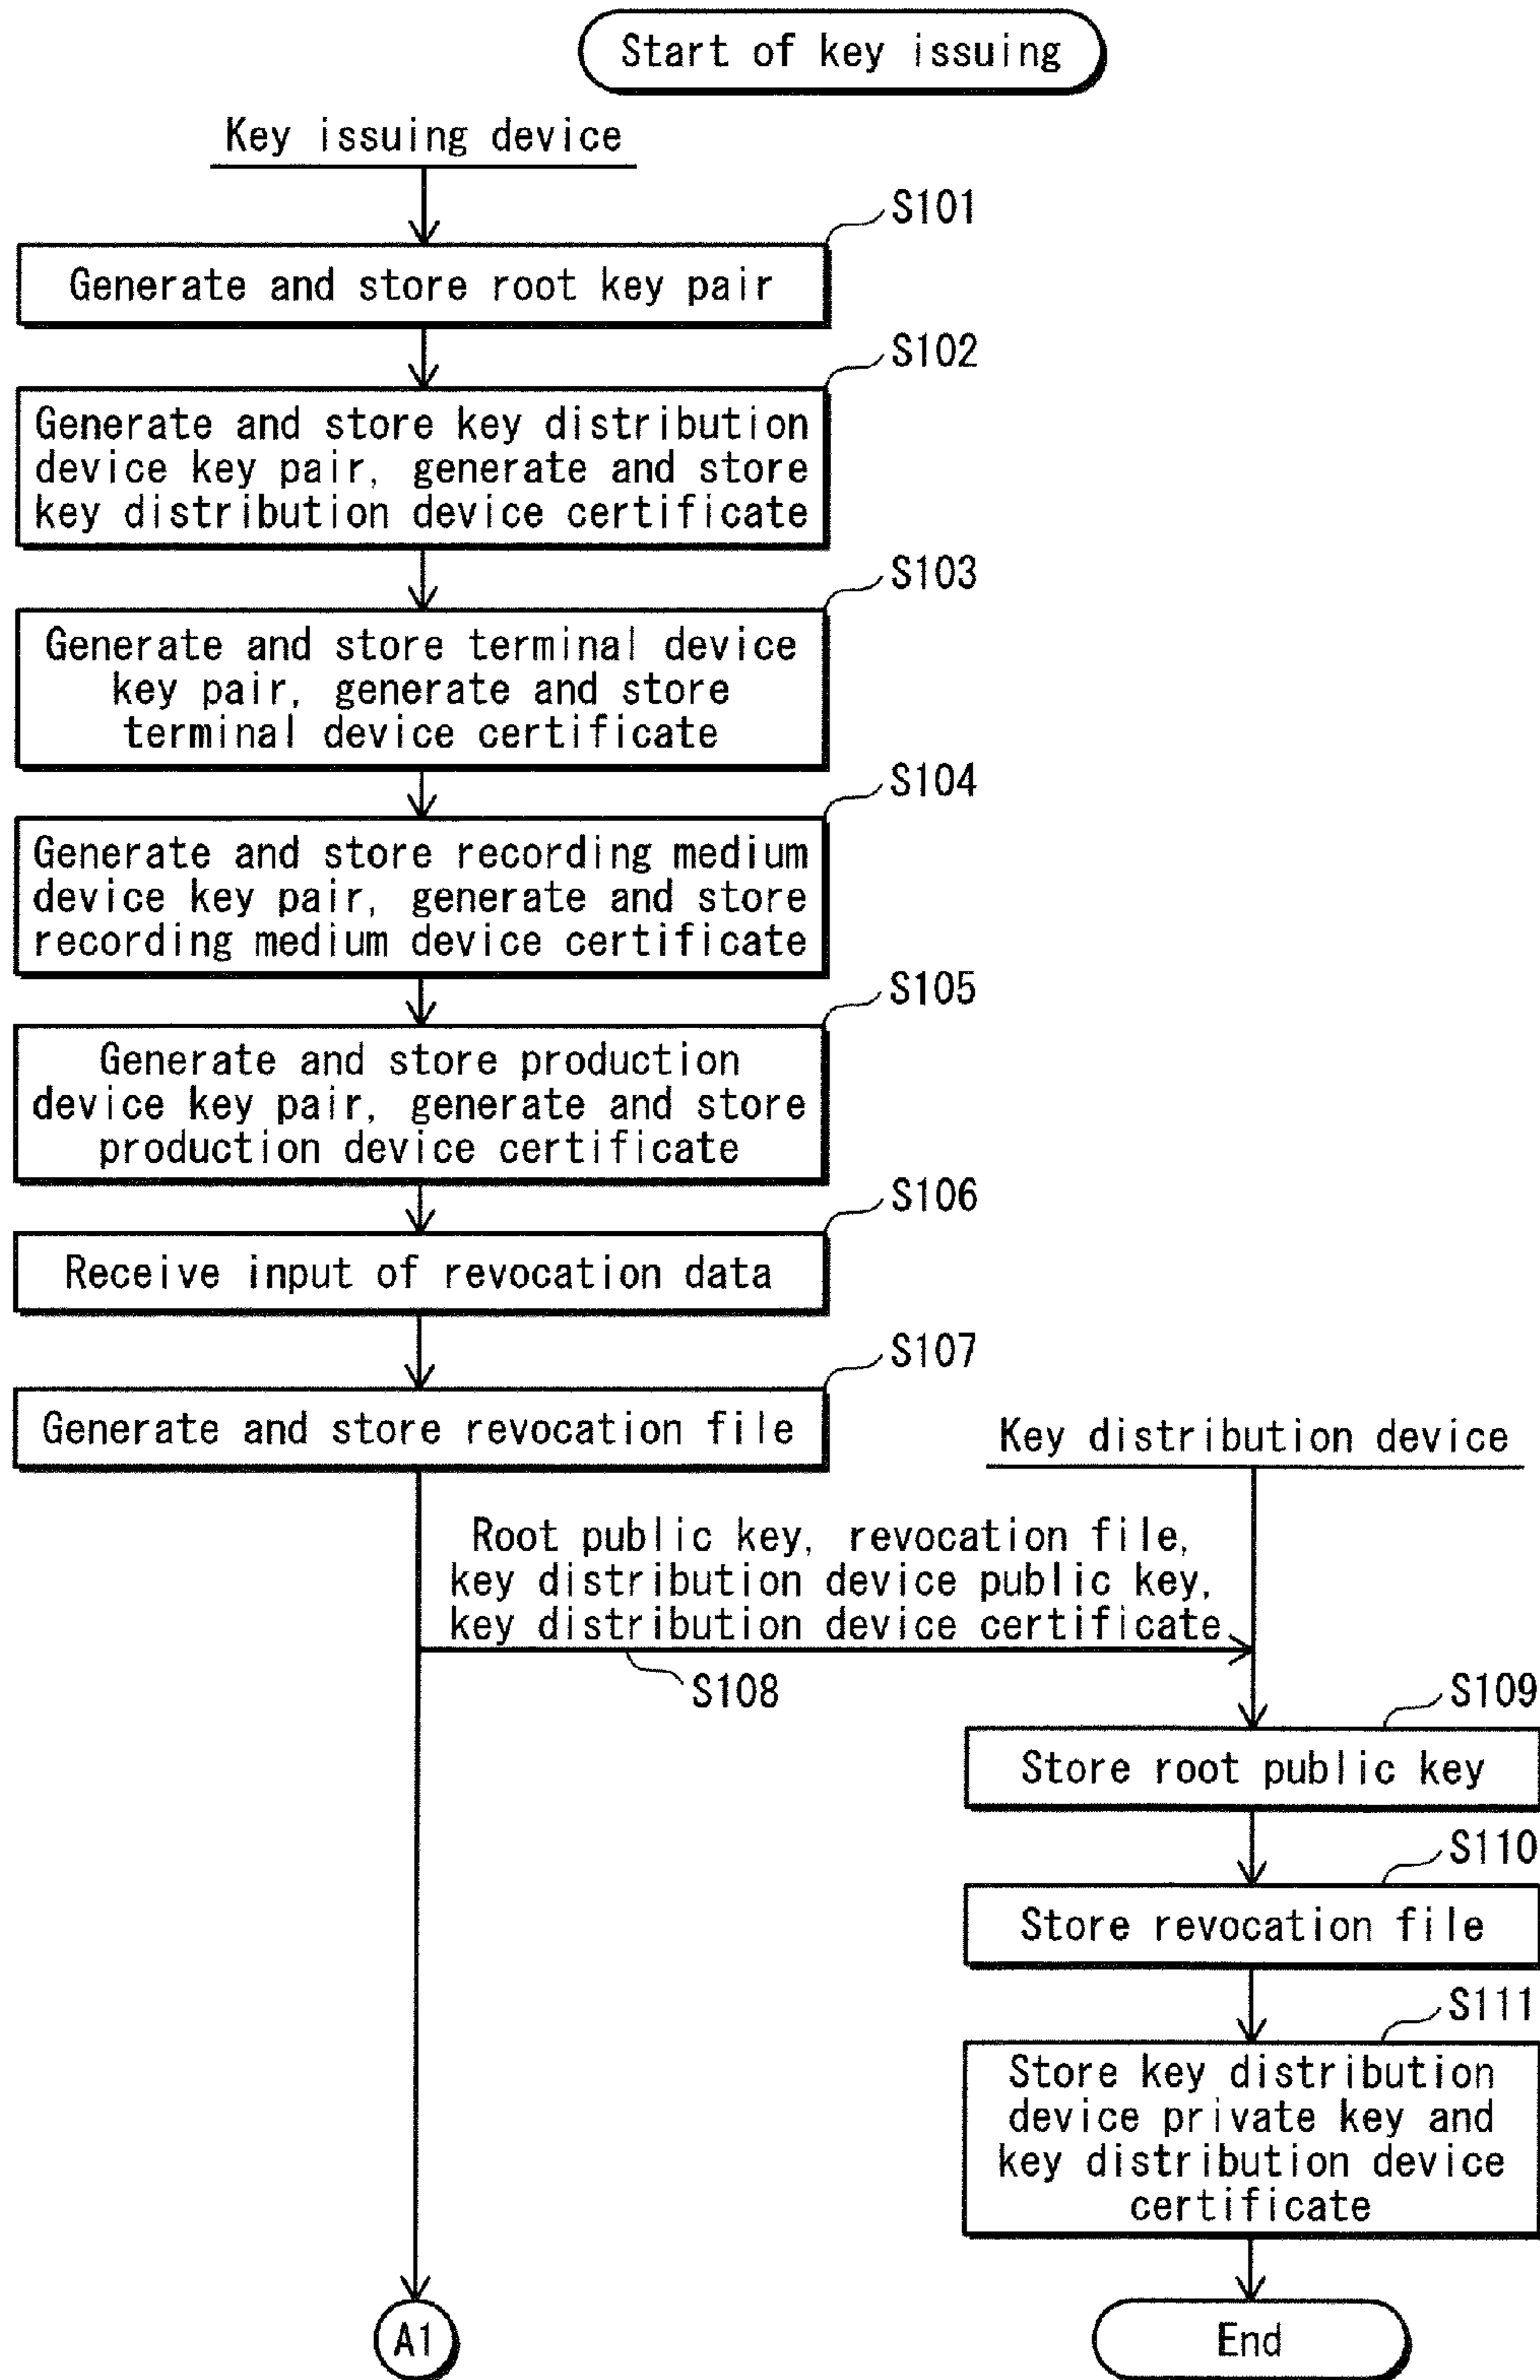 Start of key issuing
Key issuing device
S101
Generate and store root key pair
S102
Generate and store key distribution
device key pair, generate and store
key distribution device certificate
S103
Generate and store terminal device
key pair, generate and store
terminal device certificate
S104
Generate and store recording medium
device key pair, generate and store
recording medium device certificate
S105
Generate and store production
device key pair, generate and store
production device certificate
S106
Receive input of revocation data
S107
Generate and store revocation file
Key distribution device
Root public key, revocation file,
key distribution device public key,
key distribution device certificate
S108
S109
Store root public key
S110
Store revocation file
S111
Store key distribution
device private key and
key distribution device
certificate
A1
End